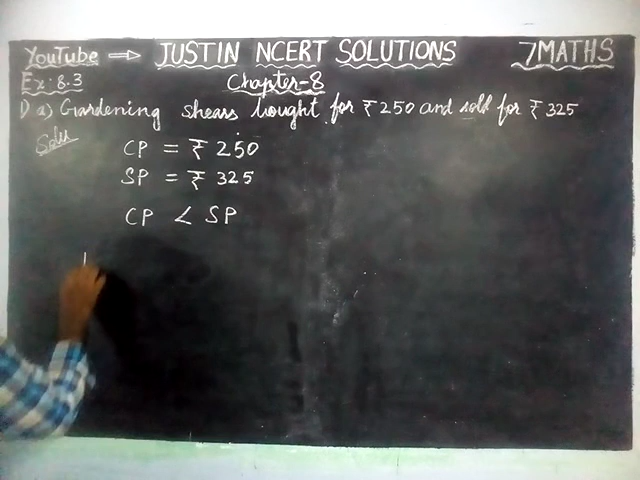 YouTube → JUSTIN NCERT SOLUTIONS 7MATHS
Ex:8.3 Chapter-8
1) a) Gardening shears bought for ₹ 250 and sold for ₹ 325
Soln
CP = ₹ 250
SP = ₹ 325
CP < SP